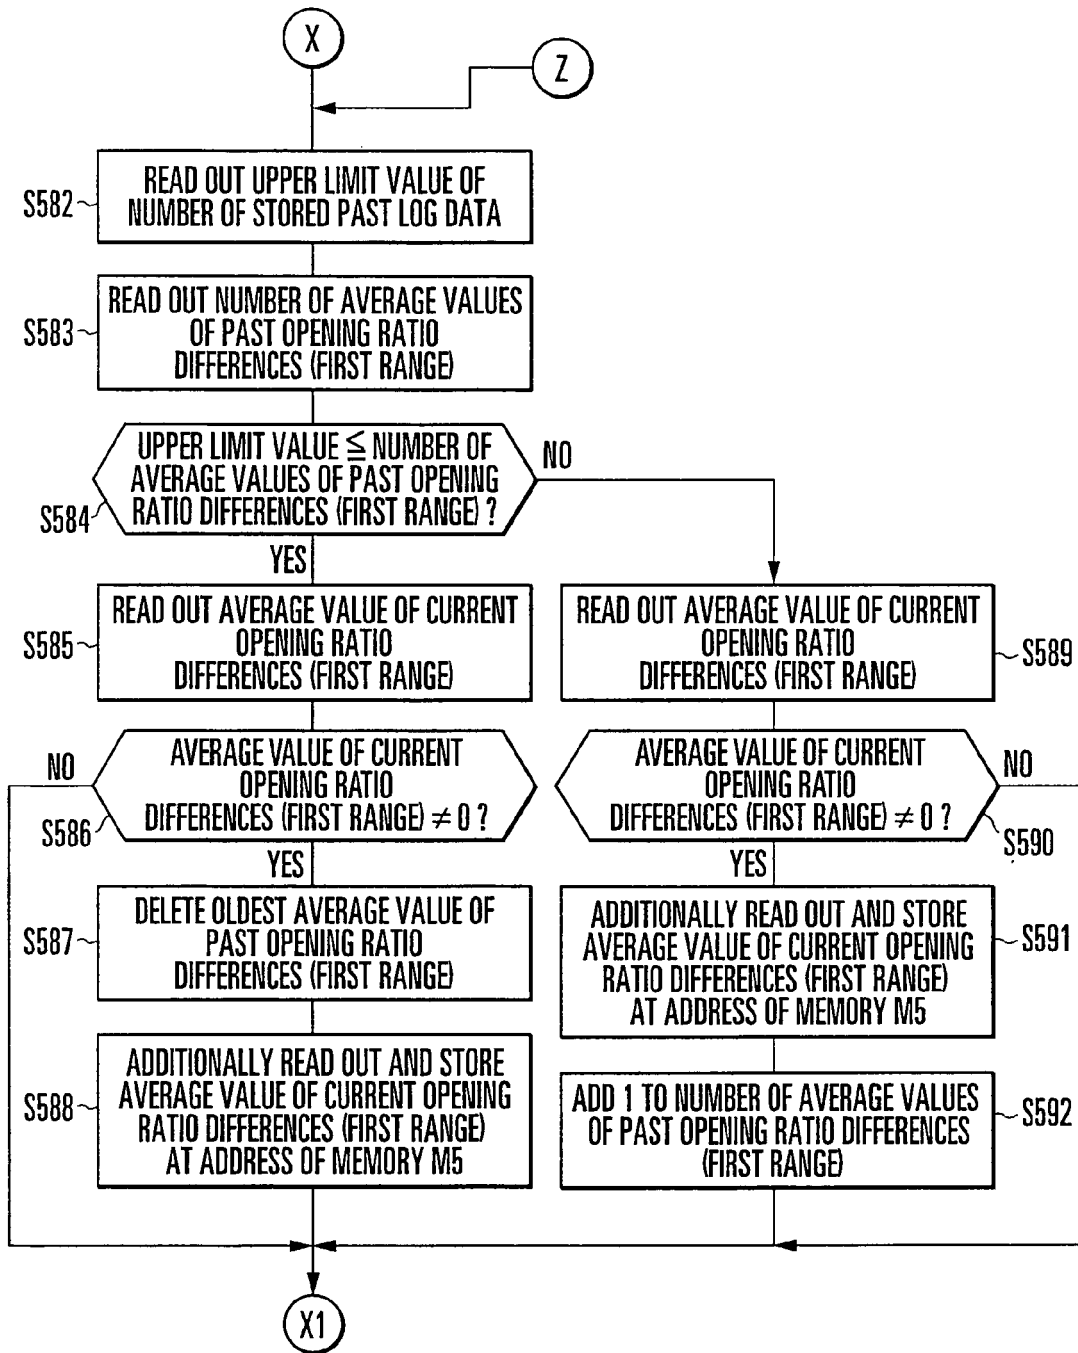 X
Z
S582
READ OUT UPPER LIMIT VALUE OF
NUMBER OF STORED PAST LOG DATA
S583
READ OUT NUMBER OF AVERAGE VALUES
OF PAST OPENING RATIO
DIFFERENCES (FIRST RANGE)
S584
UPPER LIMIT VALUE ≦ NUMBER OF
AVERAGE VALUES OF PAST OPENING
RATIO DIFFERENCES (FIRST RANGE) ?
NO
YES
S585
READ OUT AVERAGE VALUE OF CURRENT
OPENING RATIO
DIFFERENCES (FIRST RANGE)
READ OUT AVERAGE VALUE OF CURRENT
OPENING RATIO
DIFFERENCES (FIRST RANGE)
S589
NO
S586
AVERAGE VALUE OF CURRENT
OPENING RATIO
DIFFERENCES (FIRST RANGE) ≠ 0 ?
YES
AVERAGE VALUE OF CURRENT
OPENING RATIO
DIFFERENCES (FIRST RANGE) ≠ 0 ?
NO
S590
YES
S587
DELETE OLDEST AVERAGE VALUE OF
PAST OPENING RATIO
DIFFERENCES (FIRST RANGE)
ADDITIONALLY READ OUT AND STORE
AVERAGE VALUE OF CURRENT OPENING
RATIO DIFFERENCES (FIRST RANGE)
AT ADDRESS OF MEMORY M5
S591
S588
ADDITIONALLY READ OUT AND STORE
AVERAGE VALUE OF CURRENT OPENING
RATIO DIFFERENCES (FIRST RANGE)
AT ADDRESS OF MEMORY M5
ADD 1 TO NUMBER OF AVERAGE VALUES
OF PAST OPENING RATIO DIFFERENCES
(FIRST RANGE)
S592
X1